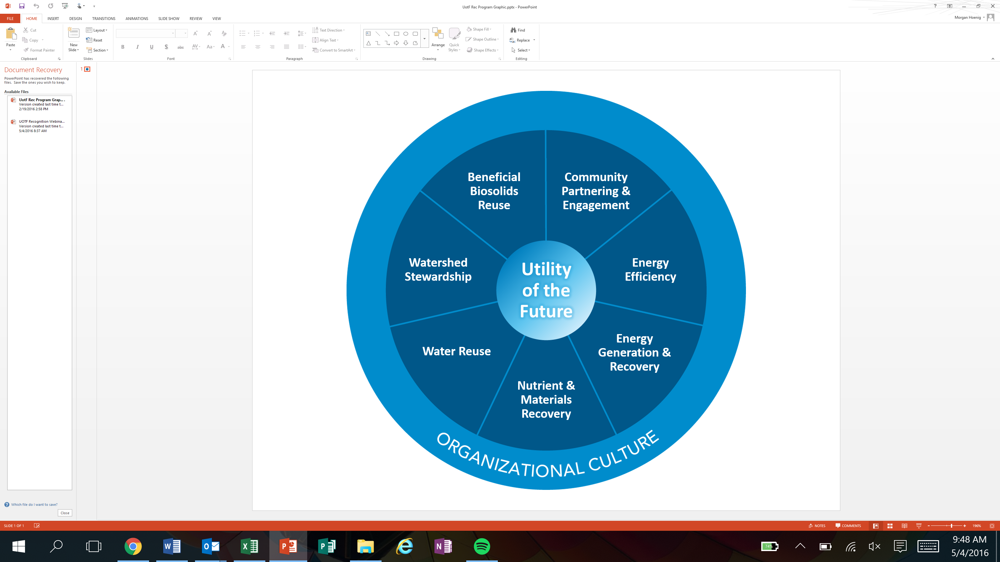 UotF Rec Program Graphic.pptx - PowerPoint
?
FILE
HOME
INSERT
DESIGN
TRANSITIONS
ANIMATIONS
SLIDE SHOW
REVIEW
VIEW
Morgan Hoenig
Paste
Cut
Copy
Format Painter
Clipboard
New
Slide
Layout
Reset
Section
Slides
B I U S abc AV Aa A
Font
Text Direction
Align Text
Convert to SmartArt
Paragraph
Arrange
Quick
Styles
Shape Fill
Shape Outline
Shape Effects
Drawing
Find
Replace
Select
Editing
Document Recovery
PowerPoint has recovered the following
files. Save the ones you wish to keep.
Available Files
UotF Rec Program Grap... .
Version created last time t...
2/19/2016 2:58 PM
UOTF Recognition Webina...
Version created last time t...
5/4/2016 8:37 AM
Which file do I want to save?
Close
1
Beneficial
Biosolids
Reuse
Community
Partnering &
Engagement
Watershed
Stewardship
Utility
of the
Future
Energy
Efficiency
Water Reuse
Energy
Generation &
Recovery
Nutrient &
Materials
Recovery
ORGANIZATIONAL CULTURE
SLIDE 1 OF 1
NOTES
COMMENTS
196%
74%
9:48 AM
5/4/2016